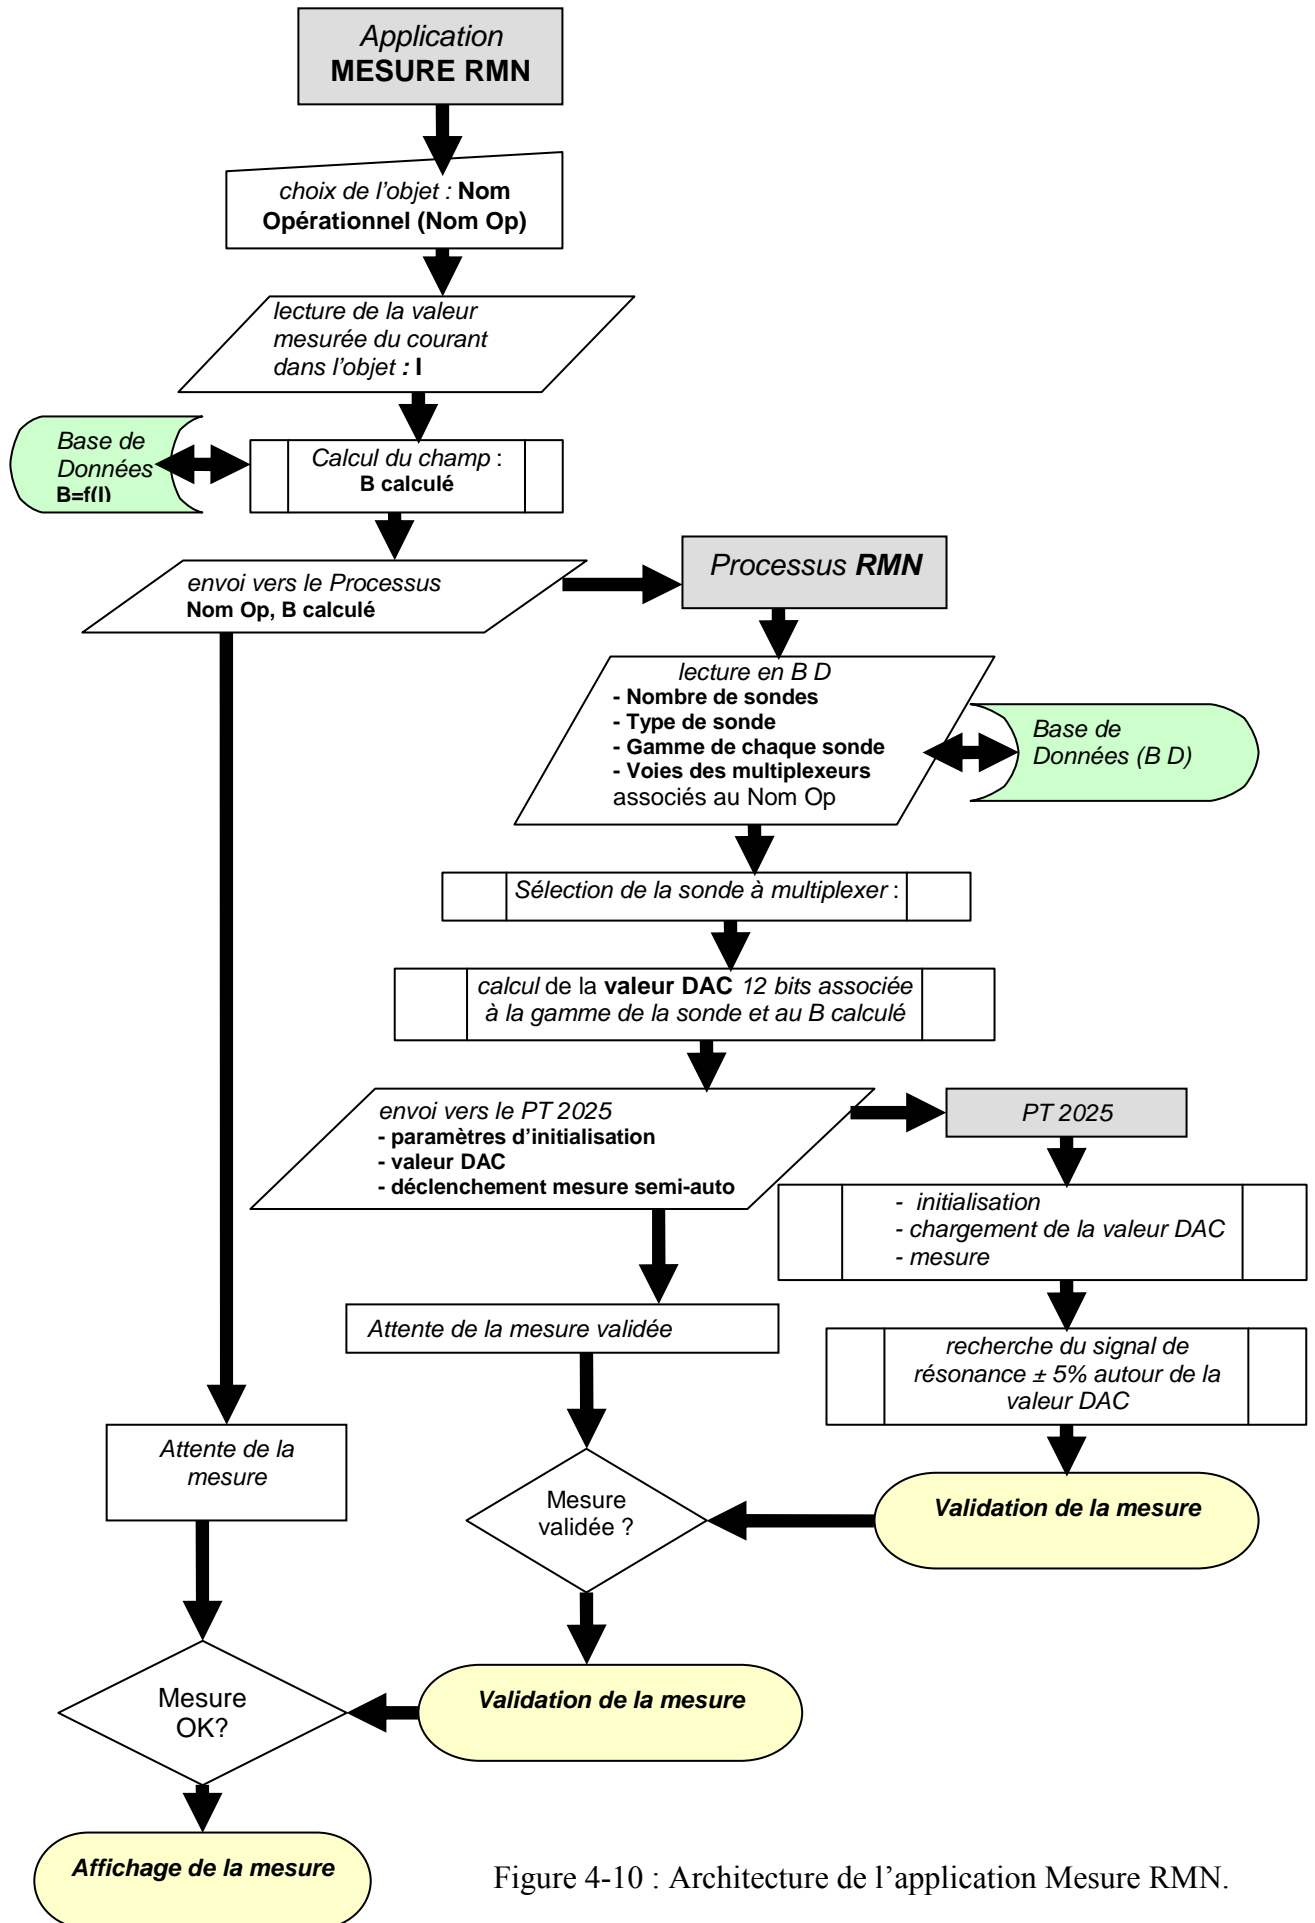 Application
MESURE RMN
choix de l'objet : Nom
Opérationnel (Nom Op)
lecture de la valeur
mesurée du courant
dans l'objet : I
Base de
Données
B=f(I)
Calcul du champ :
B calculé
envoi vers le Processus
Nom Op, B calculé
Processus RMN
lecture en B D
- Nombre de sondes
- Type de sonde
- Gamme de chaque sonde
- Voies des multiplexeurs
associés au Nom Op
Base de
Données (B D)
Sélection de la sonde à multiplexer :
calcul de la valeur DAC 12 bits associée
à la gamme de la sonde et au B calculé
envoi vers le PT 2025
- paramètres d'initialisation
- valeur DAC
- déclenchement mesure semi-auto
PT 2025
- initialisation
- chargement de la valeur DAC
- mesure
Attente de la mesure validée
recherche du signal de
résonance ± 5% autour de la
valeur DAC
Attente de la
mesure
Mesure
validée ?
Validation de la mesure
Mesure
OK?
Validation de la mesure
Affichage de la mesure
Figure 4-10 : Architecture de l'application Mesure RMN.